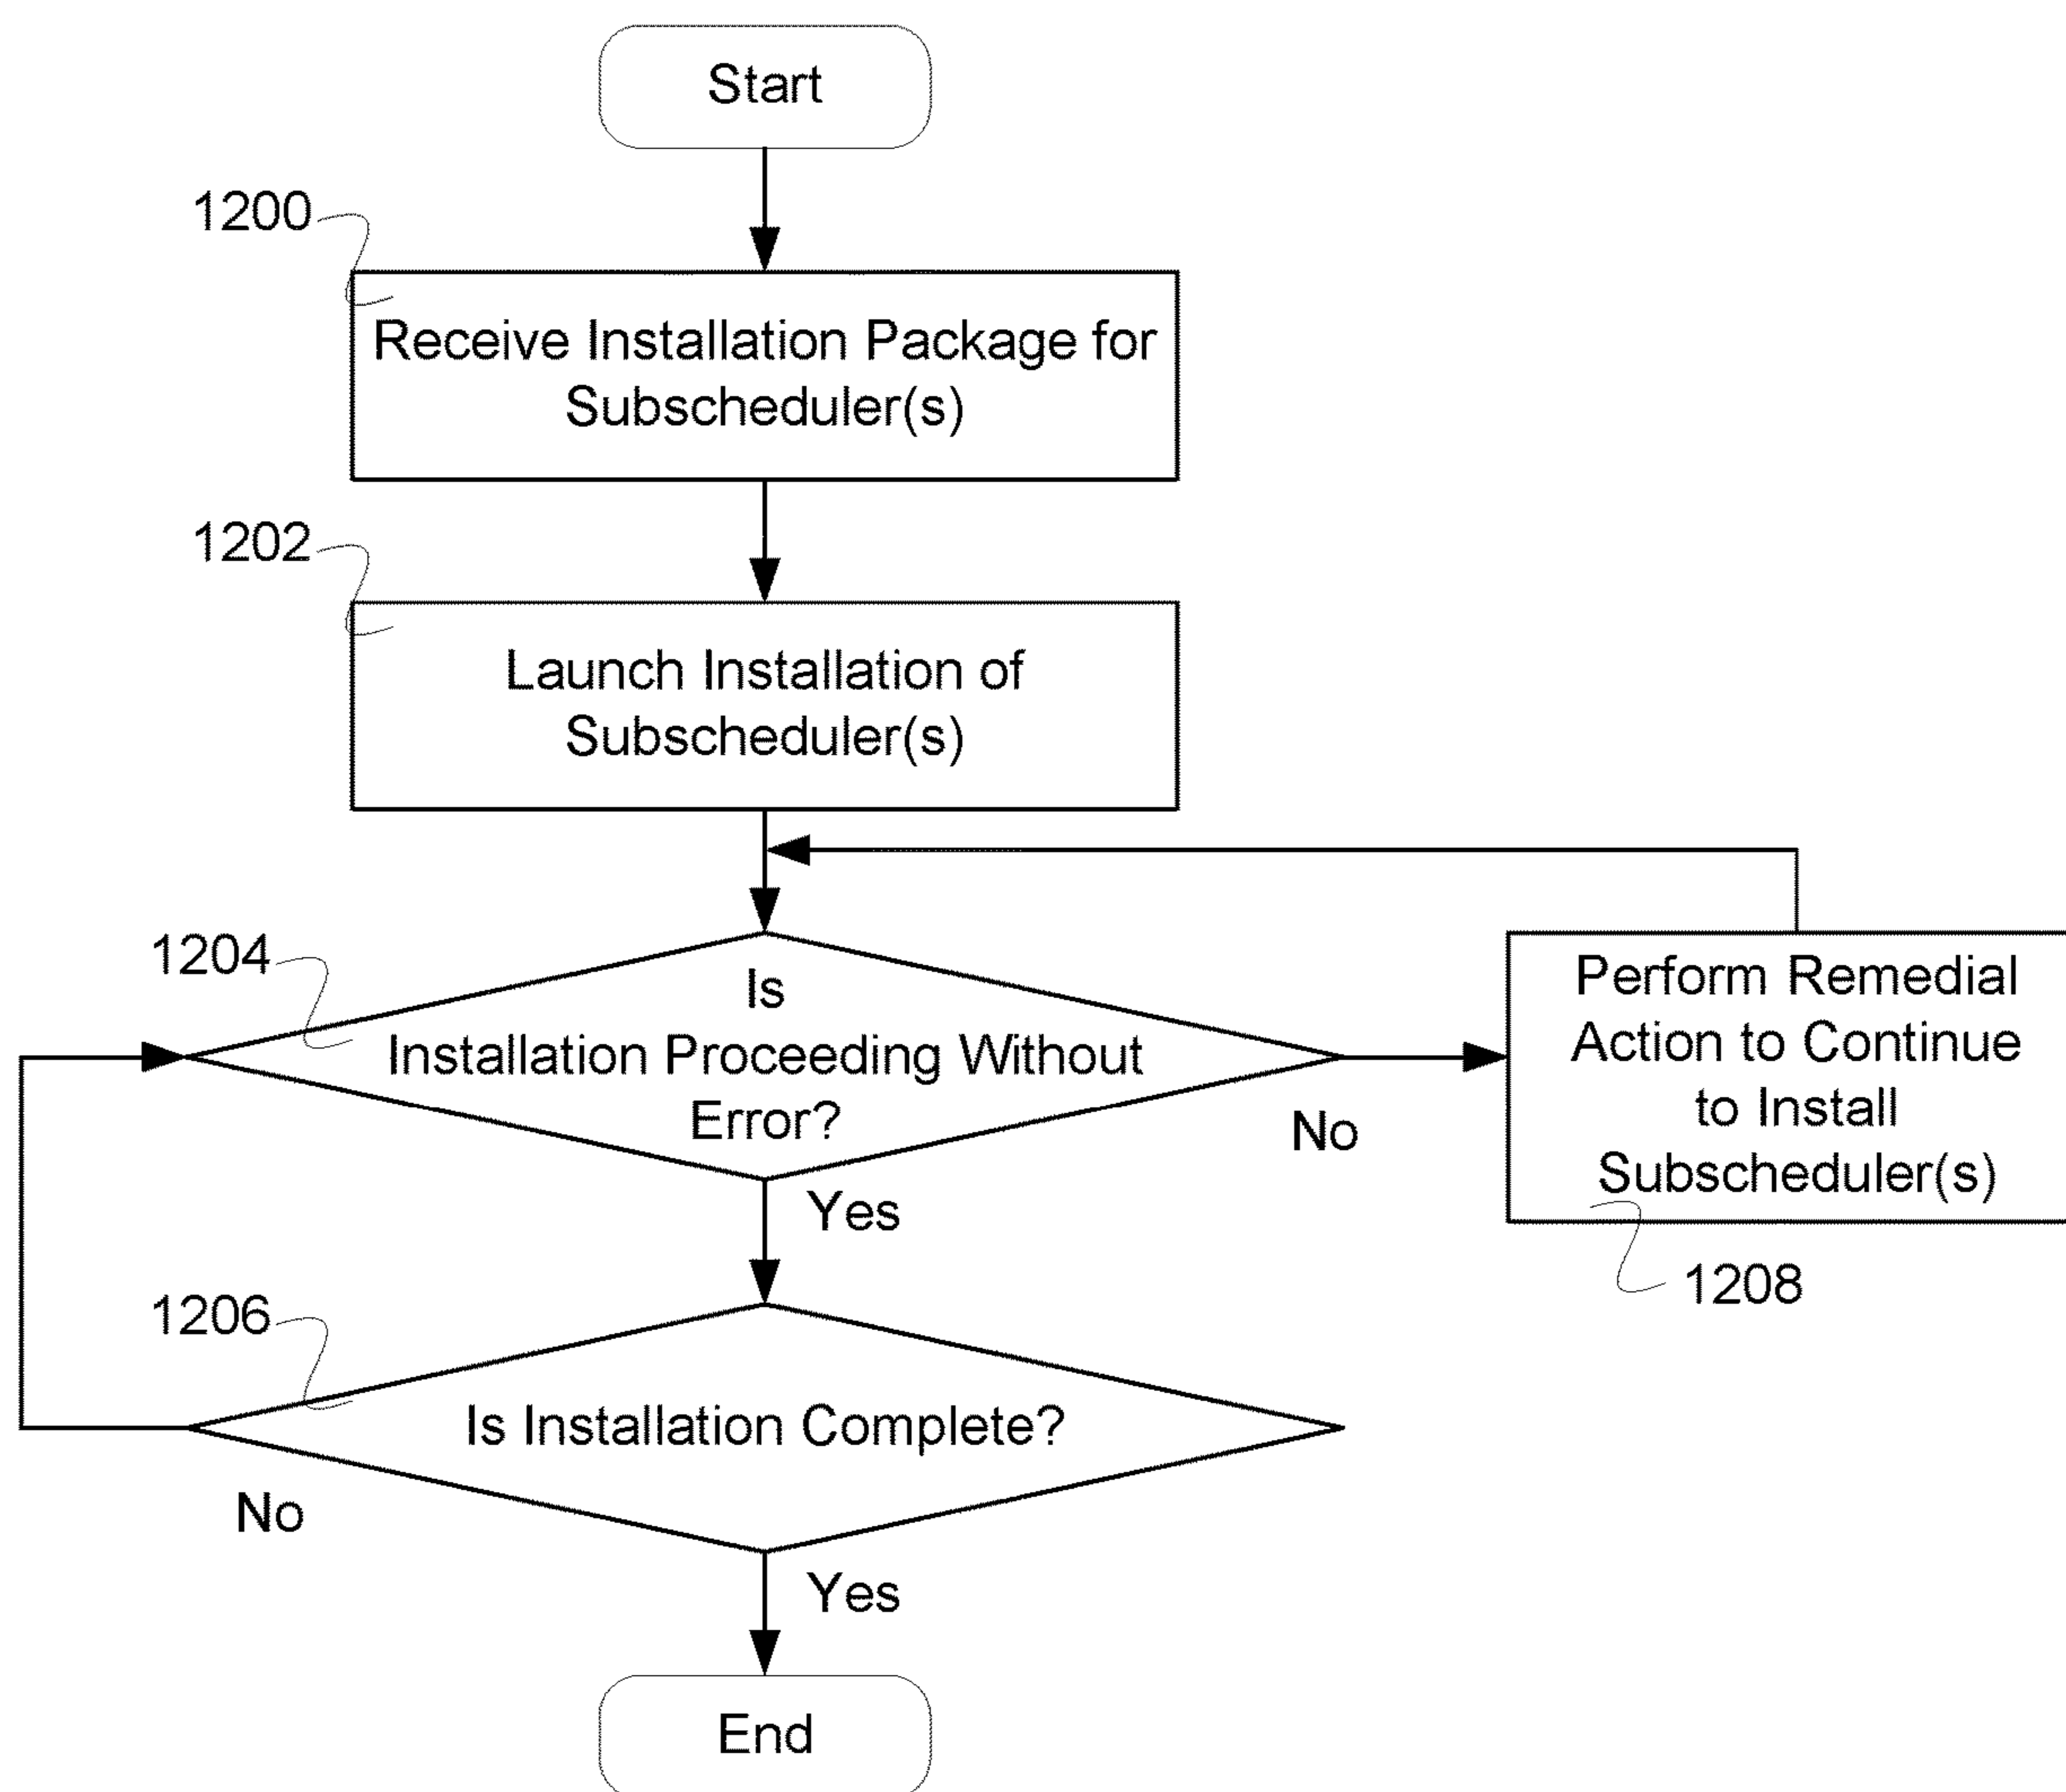 Start
1200
Receive Installation Package for
Subscheduler(s)
1202
Launch Installation of
Subscheduler(s)
1204
Is
Installation Proceeding Without
Error?
No
Perform Remedial
Action to Continue
to Install
Subscheduler(s)
1208
Yes
1206
Is Installation Complete?
No
Yes
End